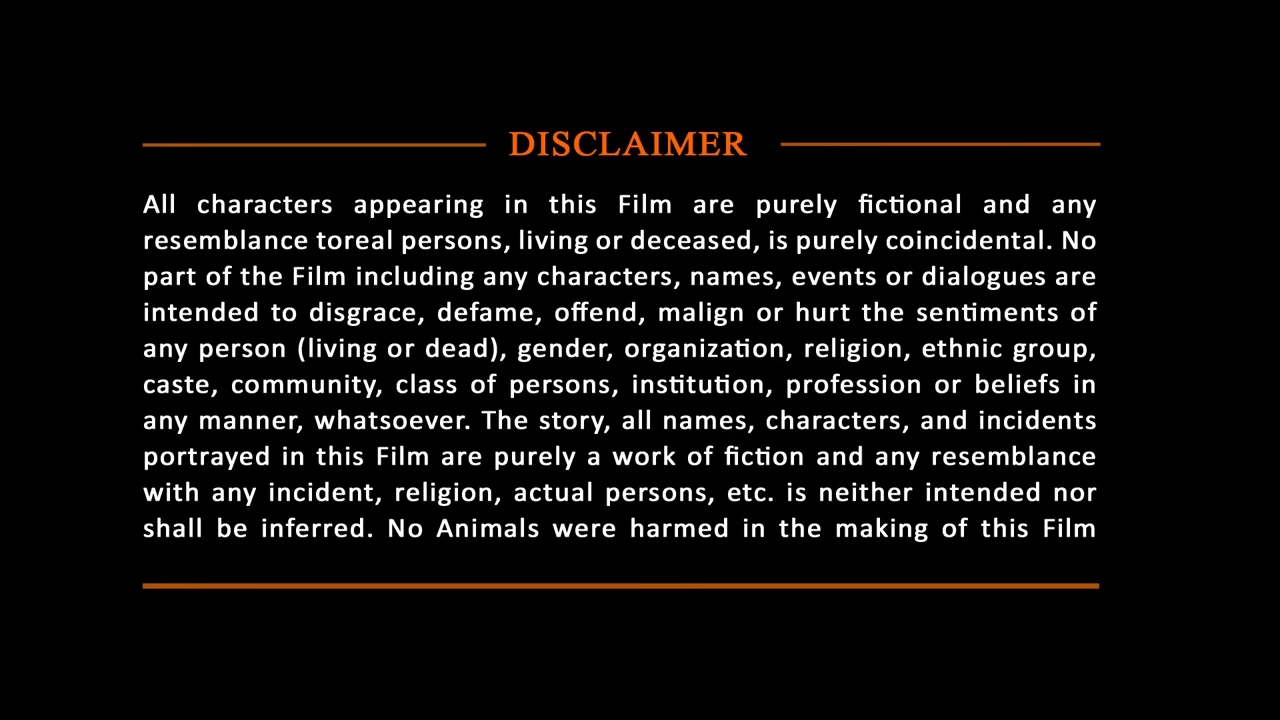 DISCLAIMER
All characters appearing in this Film are purely fictional and any
resemblance toreal persons, living or deceased, is purely coincidental. No
part of the Film including any characters, names, events or dialogues are
intended to disgrace, defame, offend, malign or hurt the sentiments of
any person (living or dead), gender, organization, religion, ethnic group,
caste, community, class of persons, institution, profession or beliefs in
any manner, whatsoever. The story, all names, characters, and incidents
portrayed in this Film are purely a work of fiction and any resemblance
with any incident, religion, actual persons, etc. is neither intended nor
shall be inferred. No Animals were harmed in the making of this Film